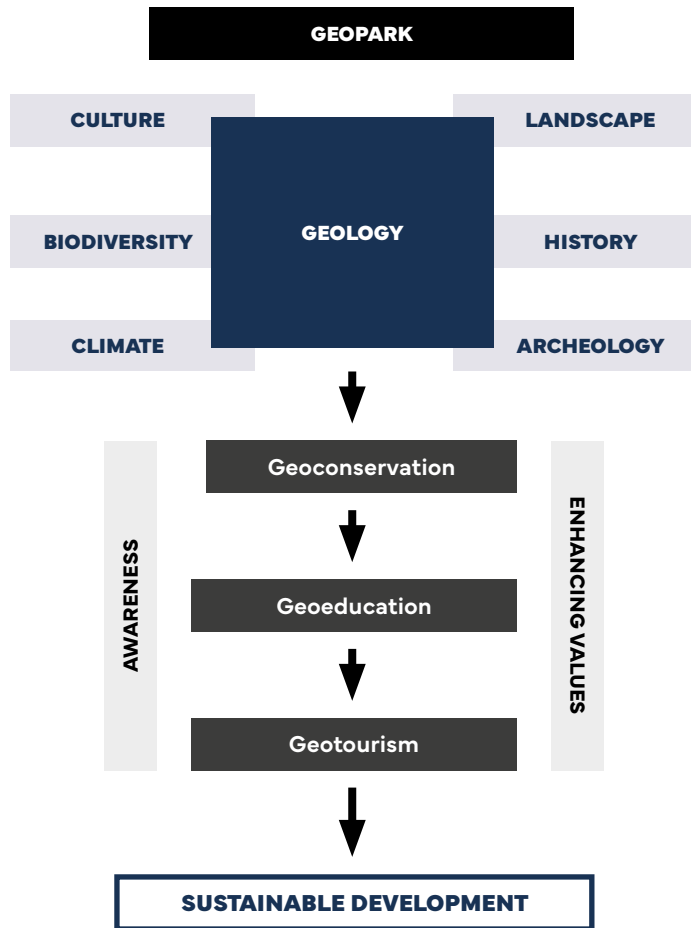 GEOPARK
CULTURE
LANDSCAPE
GEOLOGY
BIODIVERSITY
HISTORY
CLIMATE
ARCHEOLOGY
Geoconservation
AWARENESS
ENHANCING VALUES
Geoeducation
Geotourism
SUSTAINABLE DEVELOPMENT